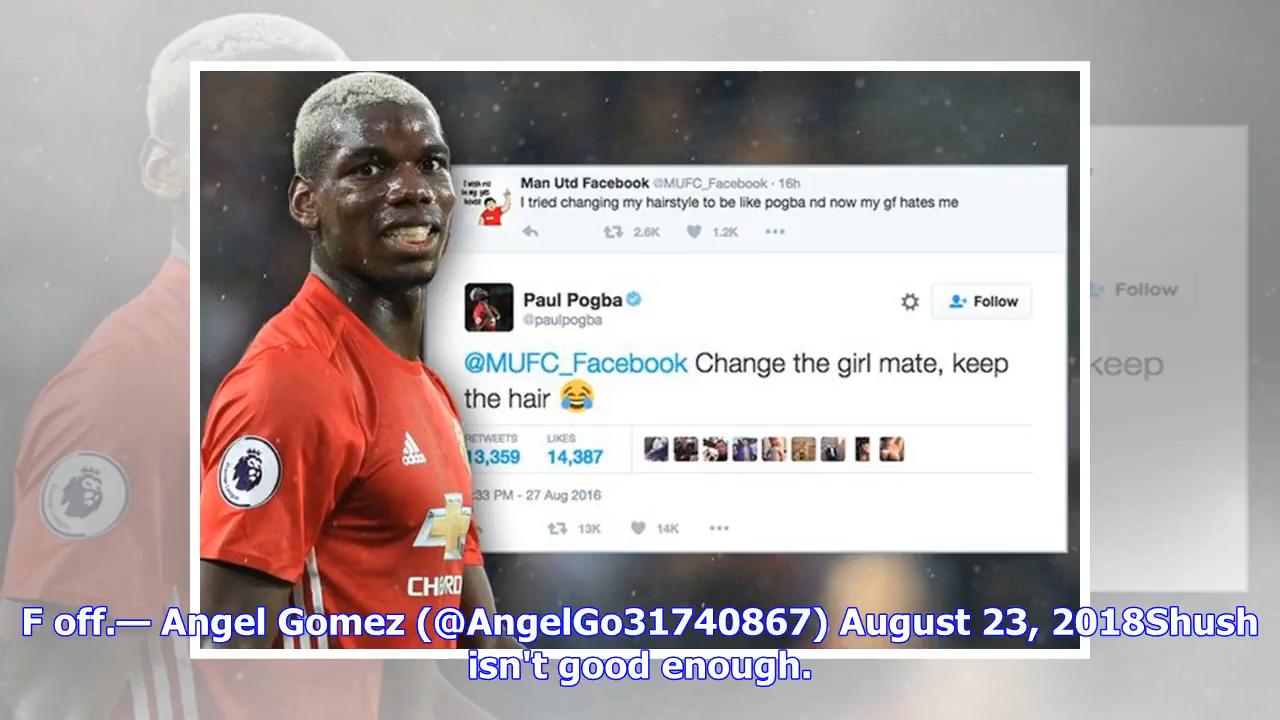 Man Utd Facebook @MUFC_Facebook · 16h
I tried changing my hairstyle to be like pogba nd now my gf hates me
2.6K 1.2K
Paul Pogba
@paulpogba
Follow
@MUFC_Facebook Change the girl mate, keep
the hair 😂
RETWEETS LIKES
13,359 14,387
:33 PM - 27 Aug 2016
13K 14K
adidas
Premier League
CHEVRO
Follow
keep
F off.— Angel Gomez (@AngelGo31740867) August 23, 2018Shush
isn't good enough.